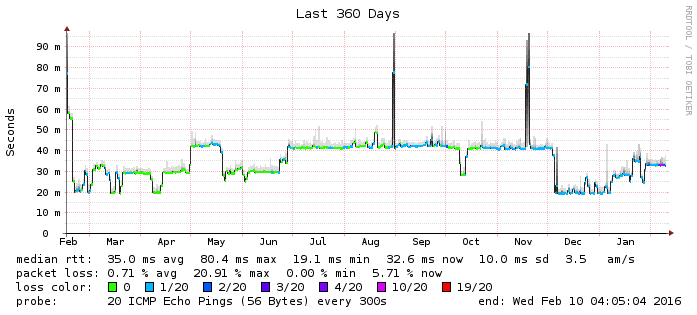 Last 360 Days
RRDTOOL / TOBI OETIKER
Seconds
90 m
80 m
70 m
60 m
50 m
40 m
30 m
20 m
10 m
0
Feb Mar Apr May Jun Jul Aug Sep Oct Nov Dec Jan
median rtt: 35.0 ms avg 80.4 ms max 19.1 ms min 32.6 ms now 10.0 ms sd 3.5 am/s
packet loss: 0.71 % avg 20.91 % max 0.00 % min 5.71 % now
loss color: 0 1/20 2/20 3/20 4/20 10/20 19/20
probe: 20 ICMP Echo Pings (56 Bytes) every 300s end: Wed Feb 10 04:05:04 2016